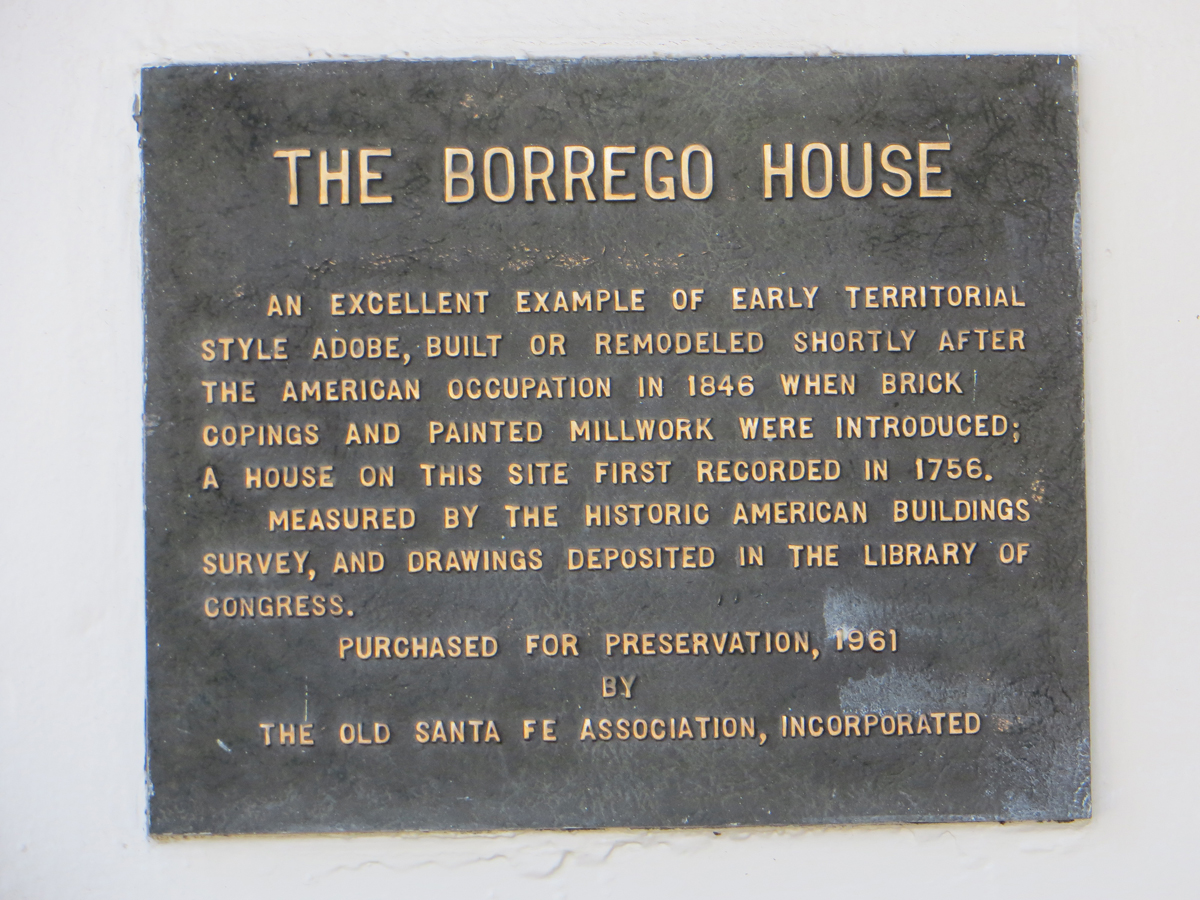 THE BORREGO HOUSE
AN EXCELLENT EXAMPLE OF EARLY TERRITORIAL
STYLE ADOBE, BUILT OR REMODELED SHORTLY AFTER
THE AMERICAN OCCUPATION IN 1846 WHEN BRICK
COPINGS AND PAINTED MILLWORK WERE INTRODUCED;
A HOUSE ON THIS SITE FIRST RECORDED IN 1756.
MEASURED BY THE HISTORIC AMERICAN BUILDINGS
SURVEY, AND DRAWINGS DEPOSITED IN THE LIBRARY OF
CONGRESS.
PURCHASED FOR PRESERVATION, 1961
BY
THE OLD SANTA FE ASSOCIATION, INCORPORATED